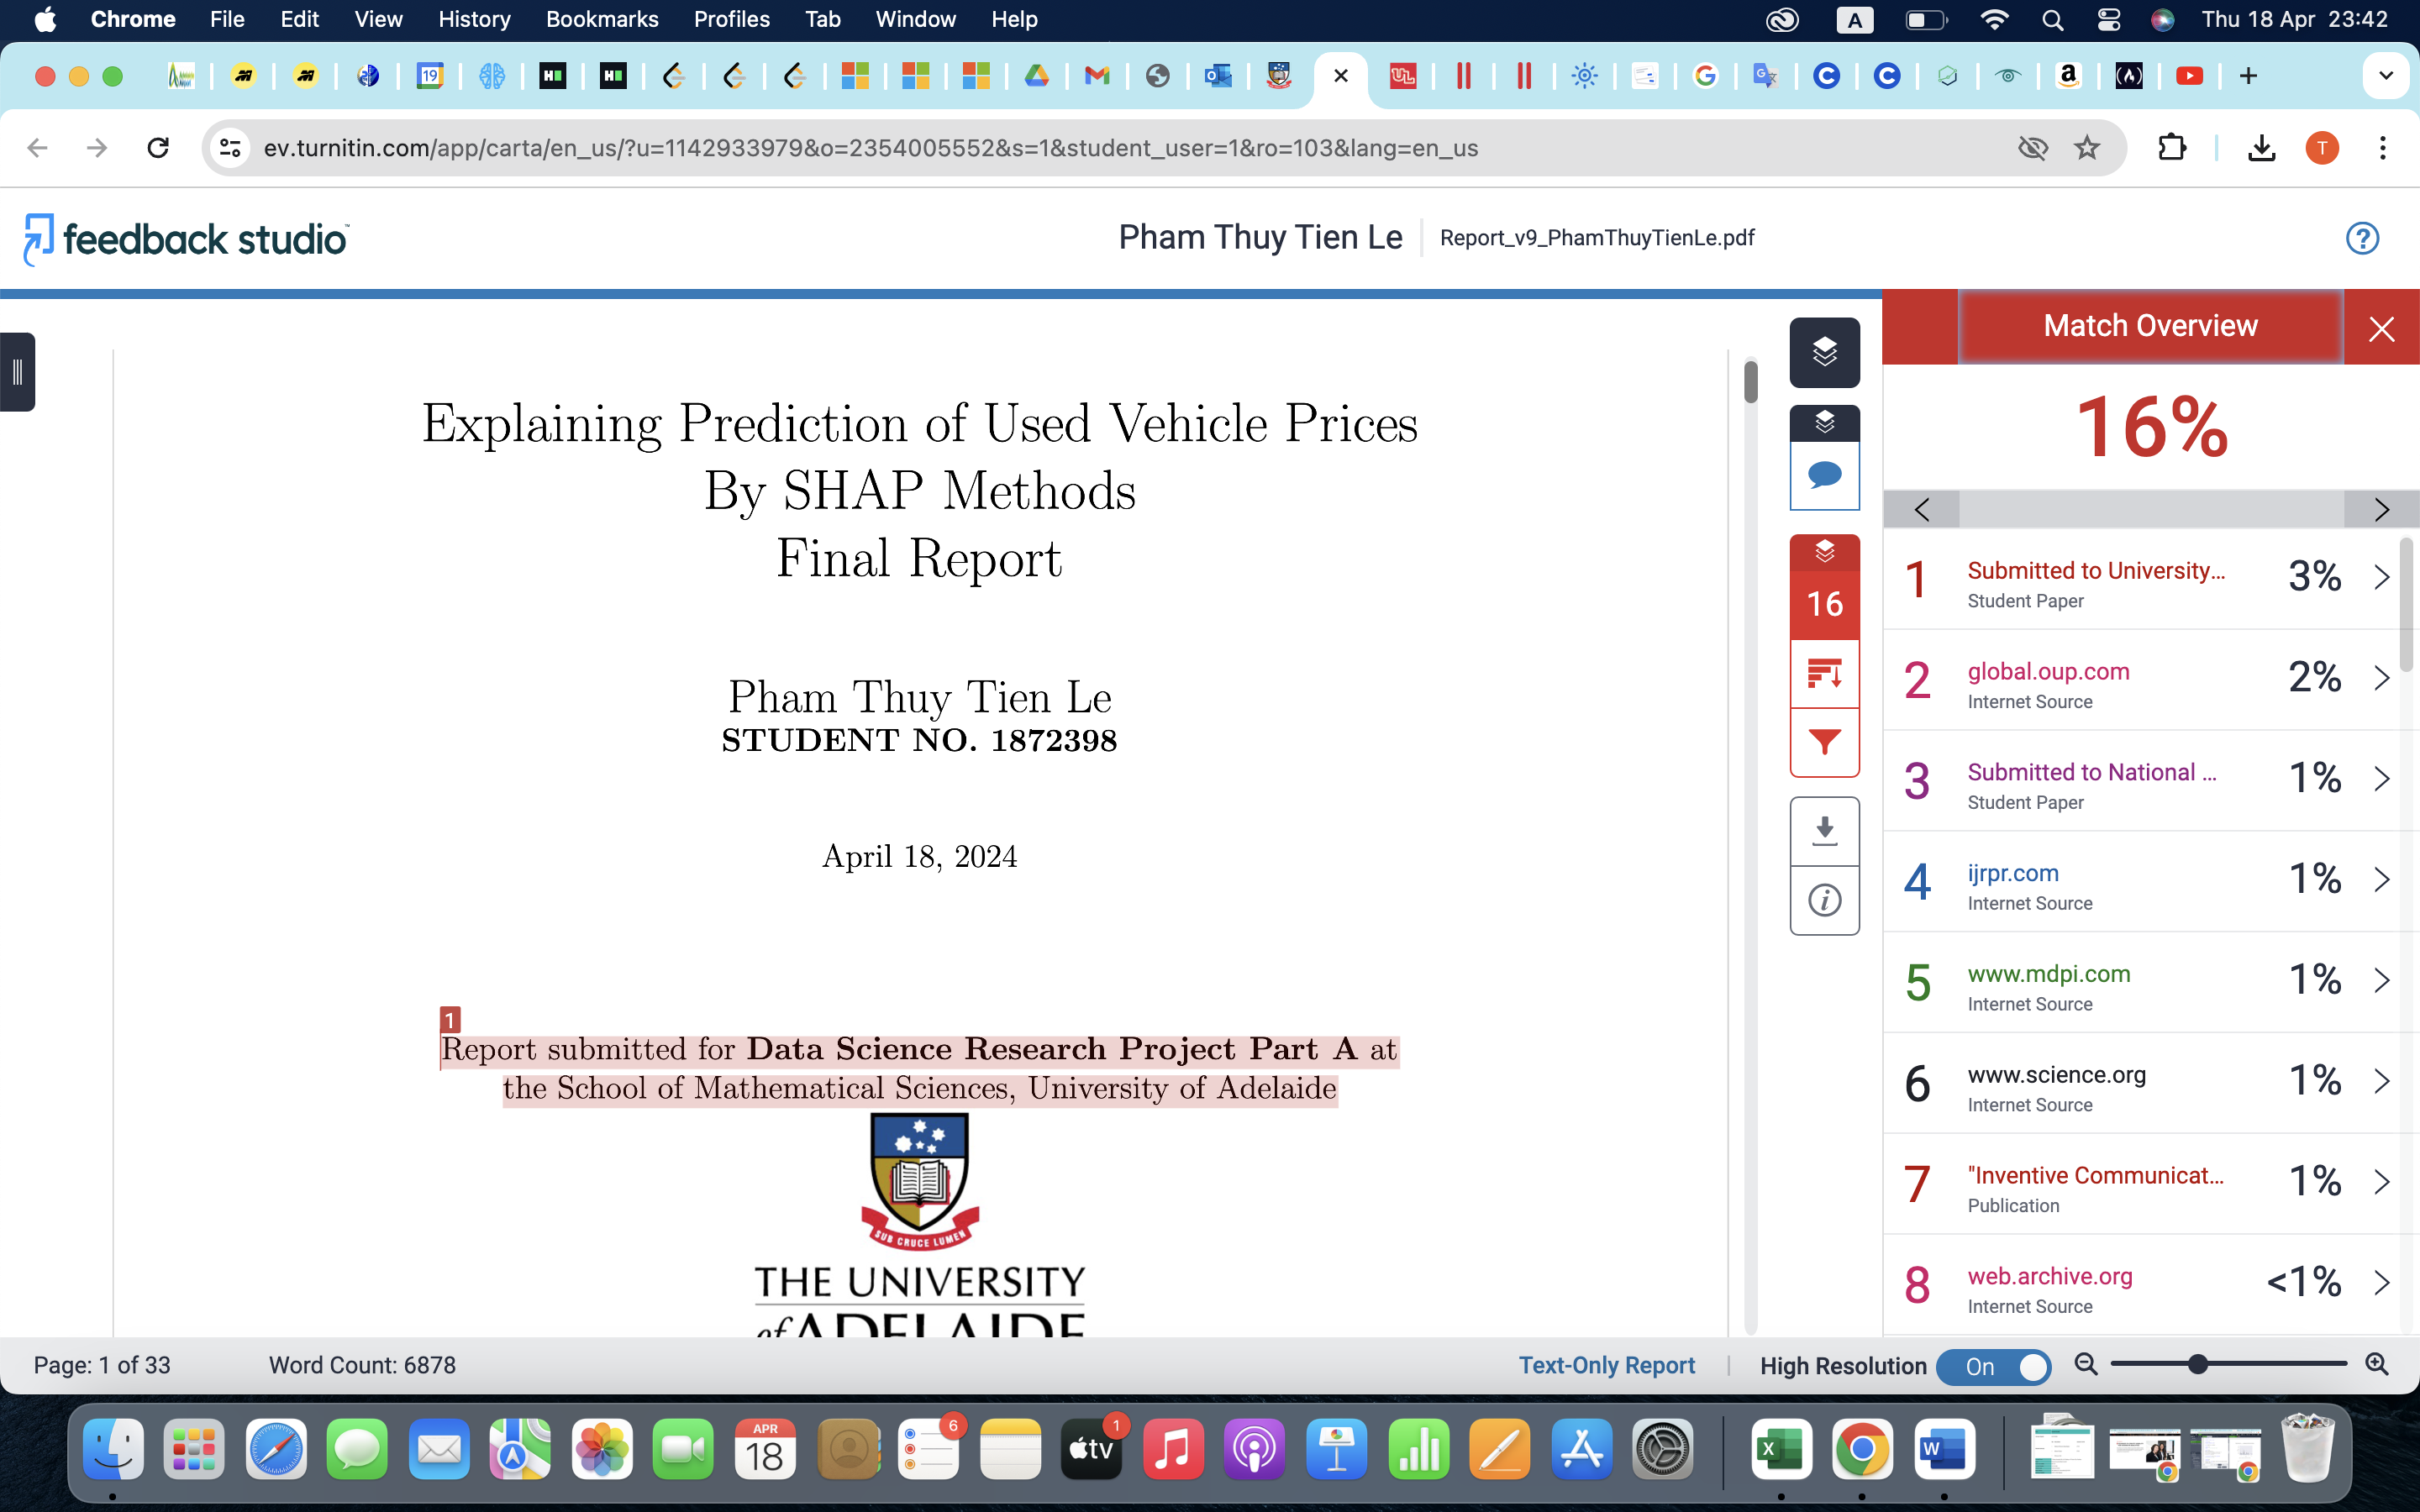 Chrome File Edit View History Bookmarks Profiles Tab Window Help A Thu 18 Apr 23:42
19
ev.turnitin.com/app/carta/en_us/?u=1142933979&o=2354005552&s=1&student_user=1&ro=103&lang=en_us
T
feedback studio
Pham Thuy Tien Le
Report_v9_PhamThuyTienLe.pdf
?
Explaining Prediction of Used Vehicle Prices
By SHAP Methods
Final Report
Pham Thuy Tien Le
STUDENT NO. 1872398
April 18, 2024
1
Report submitted for Data Science Research Project Part A at
the School of Mathematical Sciences, University of Adelaide
SUB CRUCE LUMEN
THE UNIVERSITY
of ADELAIDE
16
i
Match Overview
16%
1 Submitted to University... 3%
Student Paper
2 global.oup.com 2%
Internet Source
3 Submitted to National ... 1%
Student Paper
4 ijrpr.com 1%
Internet Source
5 www.mdpi.com 1%
Internet Source
6 www.science.org 1%
Internet Source
7 "Inventive Communicat... 1%
Publication
8 web.archive.org <1%
Internet Source
Page: 1 of 33
Word Count: 6878
Text-Only Report
High Resolution On
APR
18
6
tv
1
X
W